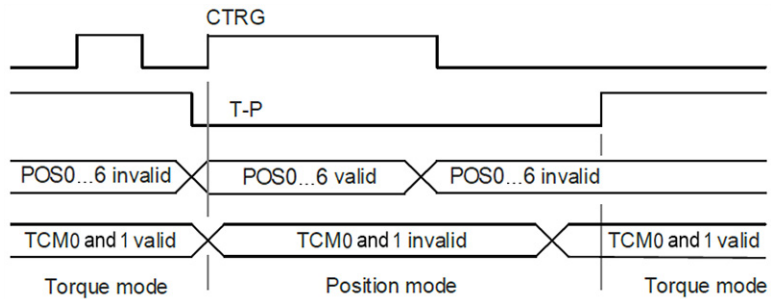 CTRG
T-P
POS0...6 invalid POS0...6 valid POS0...6 invalid
TCM0 and 1 valid TCM0 and 1 invalid TCM0 and 1 valid
Torque mode Position mode Torque mode